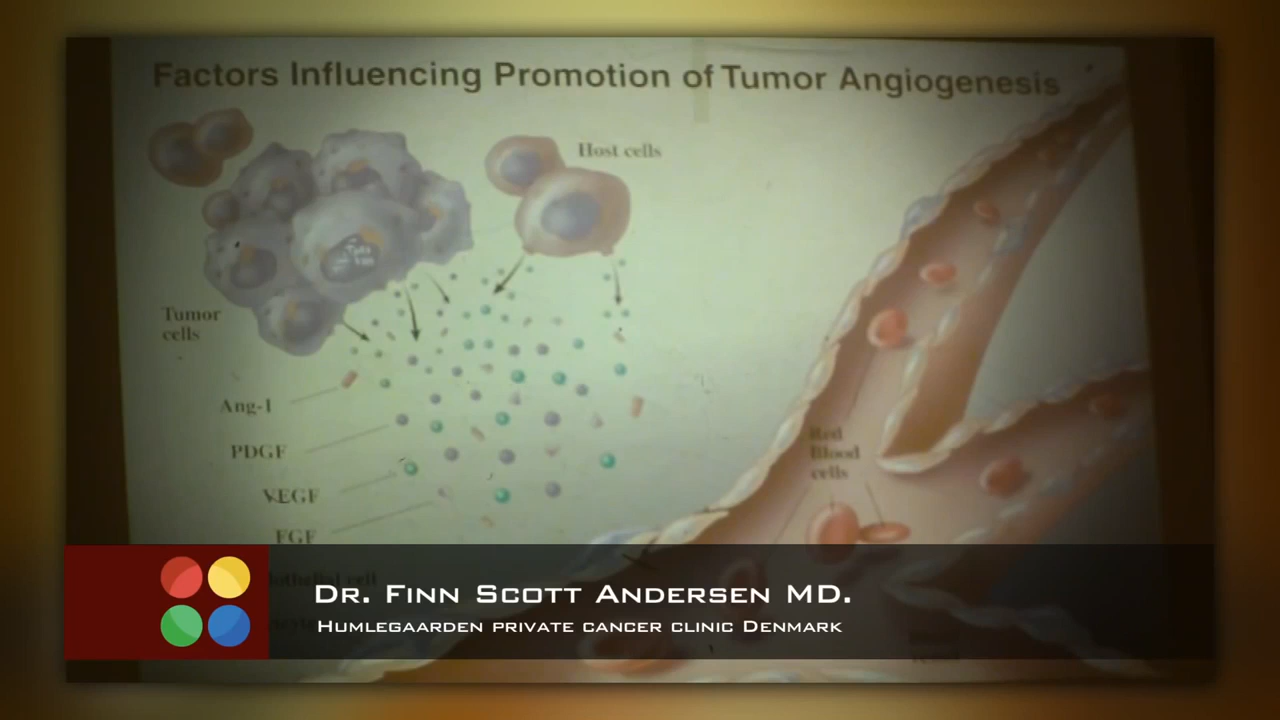 Factors Influencing Promotion of Tumor Angiogenesis
Host cells
Tumor
cells
Ang-1
PDGF
VEGF
FGF
Red
Blood
cells
cell
DR. FINN SCOTT ANDERSEN MD.
HUMLEGAARDEN PRIVATE CANCER CLINIC DENMARK